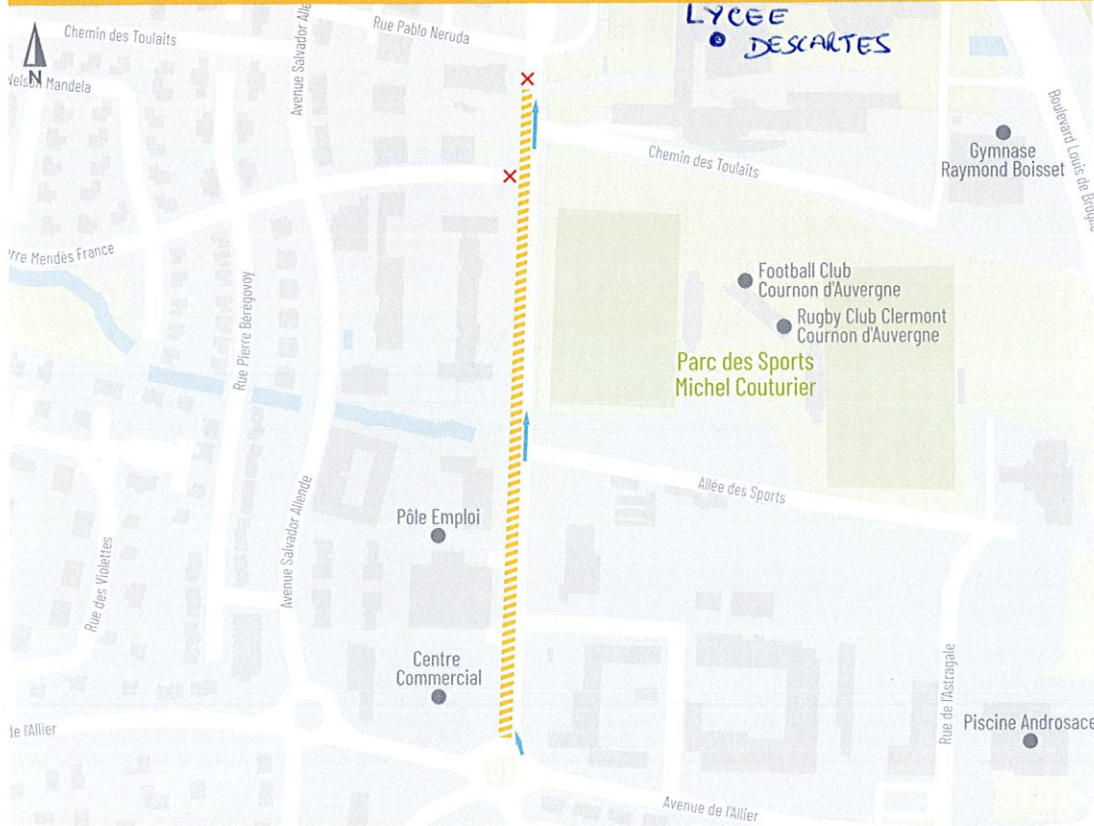 LYCEE
DESCARTES
Chemin des Toulaits
Rue Pablo Neruda
Avenue Salvador Alle
N
Nelson Mandela
Boulevard Louis de Broglie
Chemin des Toulaits
Gymnase
Raymond Boisset
rre Mendès France
Rue Pierre Bérégovoy
Football Club
Cournon d'Auvergne
Rugby Club Clermont
Cournon d'Auvergne
Parc des Sports
Michel Couturier
Allée des Sports
Avenue Salvador Allende
Pôle Emploi
Rue des Violettes
Centre
Commercial
Rue de l'Astragale
Piscine Androsace
de l'Allier
Avenue de l'Allier